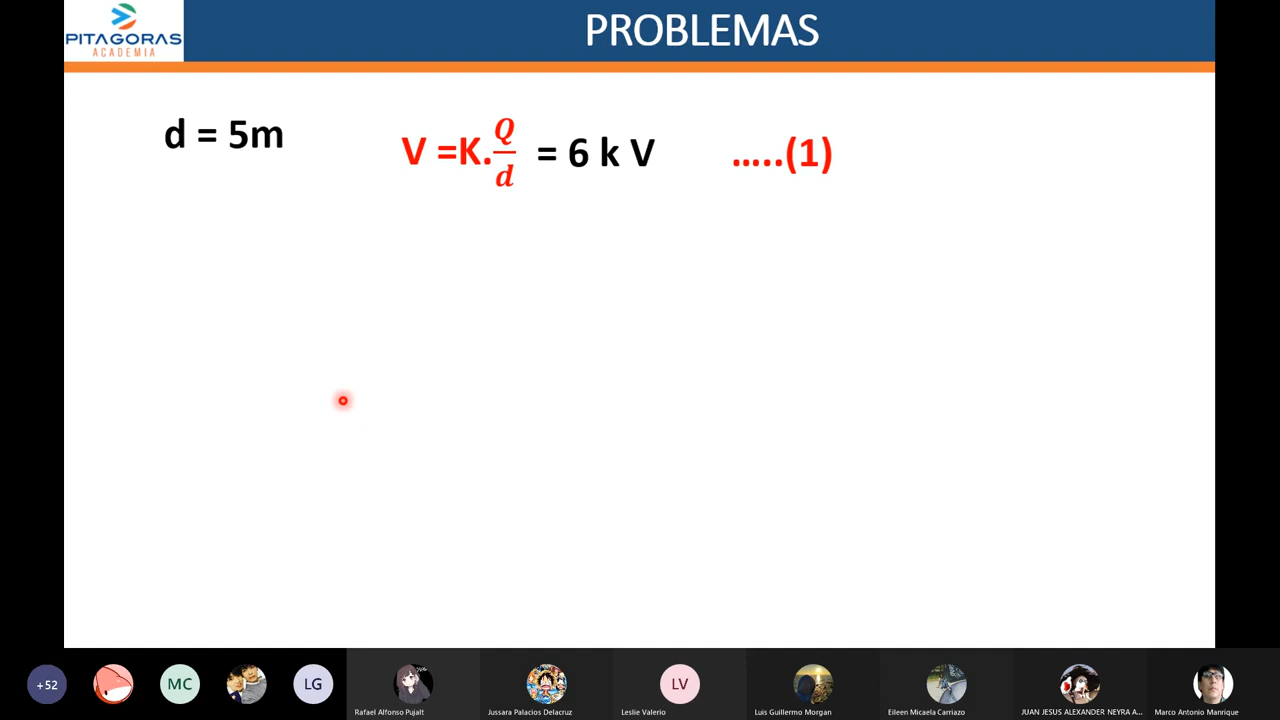 PITAGORAS
ACADEMIA
PROBLEMAS
d = 5m
V =K. Q/d = 6 k V …..(1)
+52
MC
LG
LV
Rafael Alfonso Pujalt
Jussara Palacios Delacruz
Leslie Valerio
Luis Guillermo Morgan
Eileen Micaela Carriazo
JUAN JESUS ALEXANDER NEYRA A...
Marco Antonio Manrique